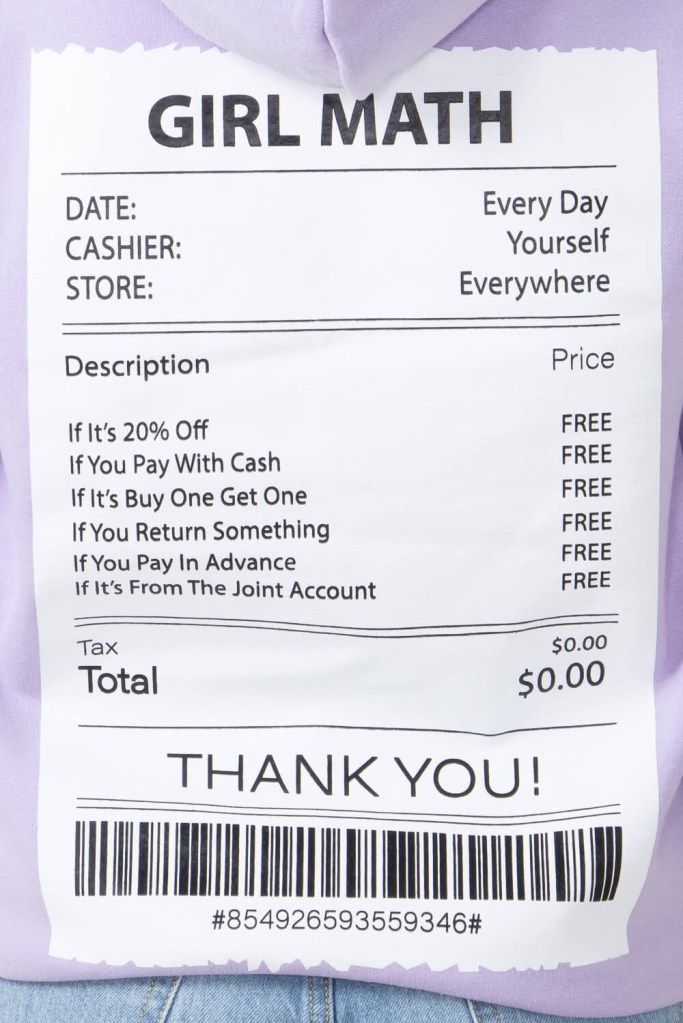 GIRL MATH
DATE: Every Day
CASHIER: Yourself
STORE: Everywhere
Description Price
If It's 20% Off FREE
If You Pay With Cash FREE
If It's Buy One Get One FREE
If You Return Something FREE
If You Pay In Advance FREE
If It's From The Joint Account FREE
Tax $0.00
Total $0.00
THANK YOU!
#854926593559346#